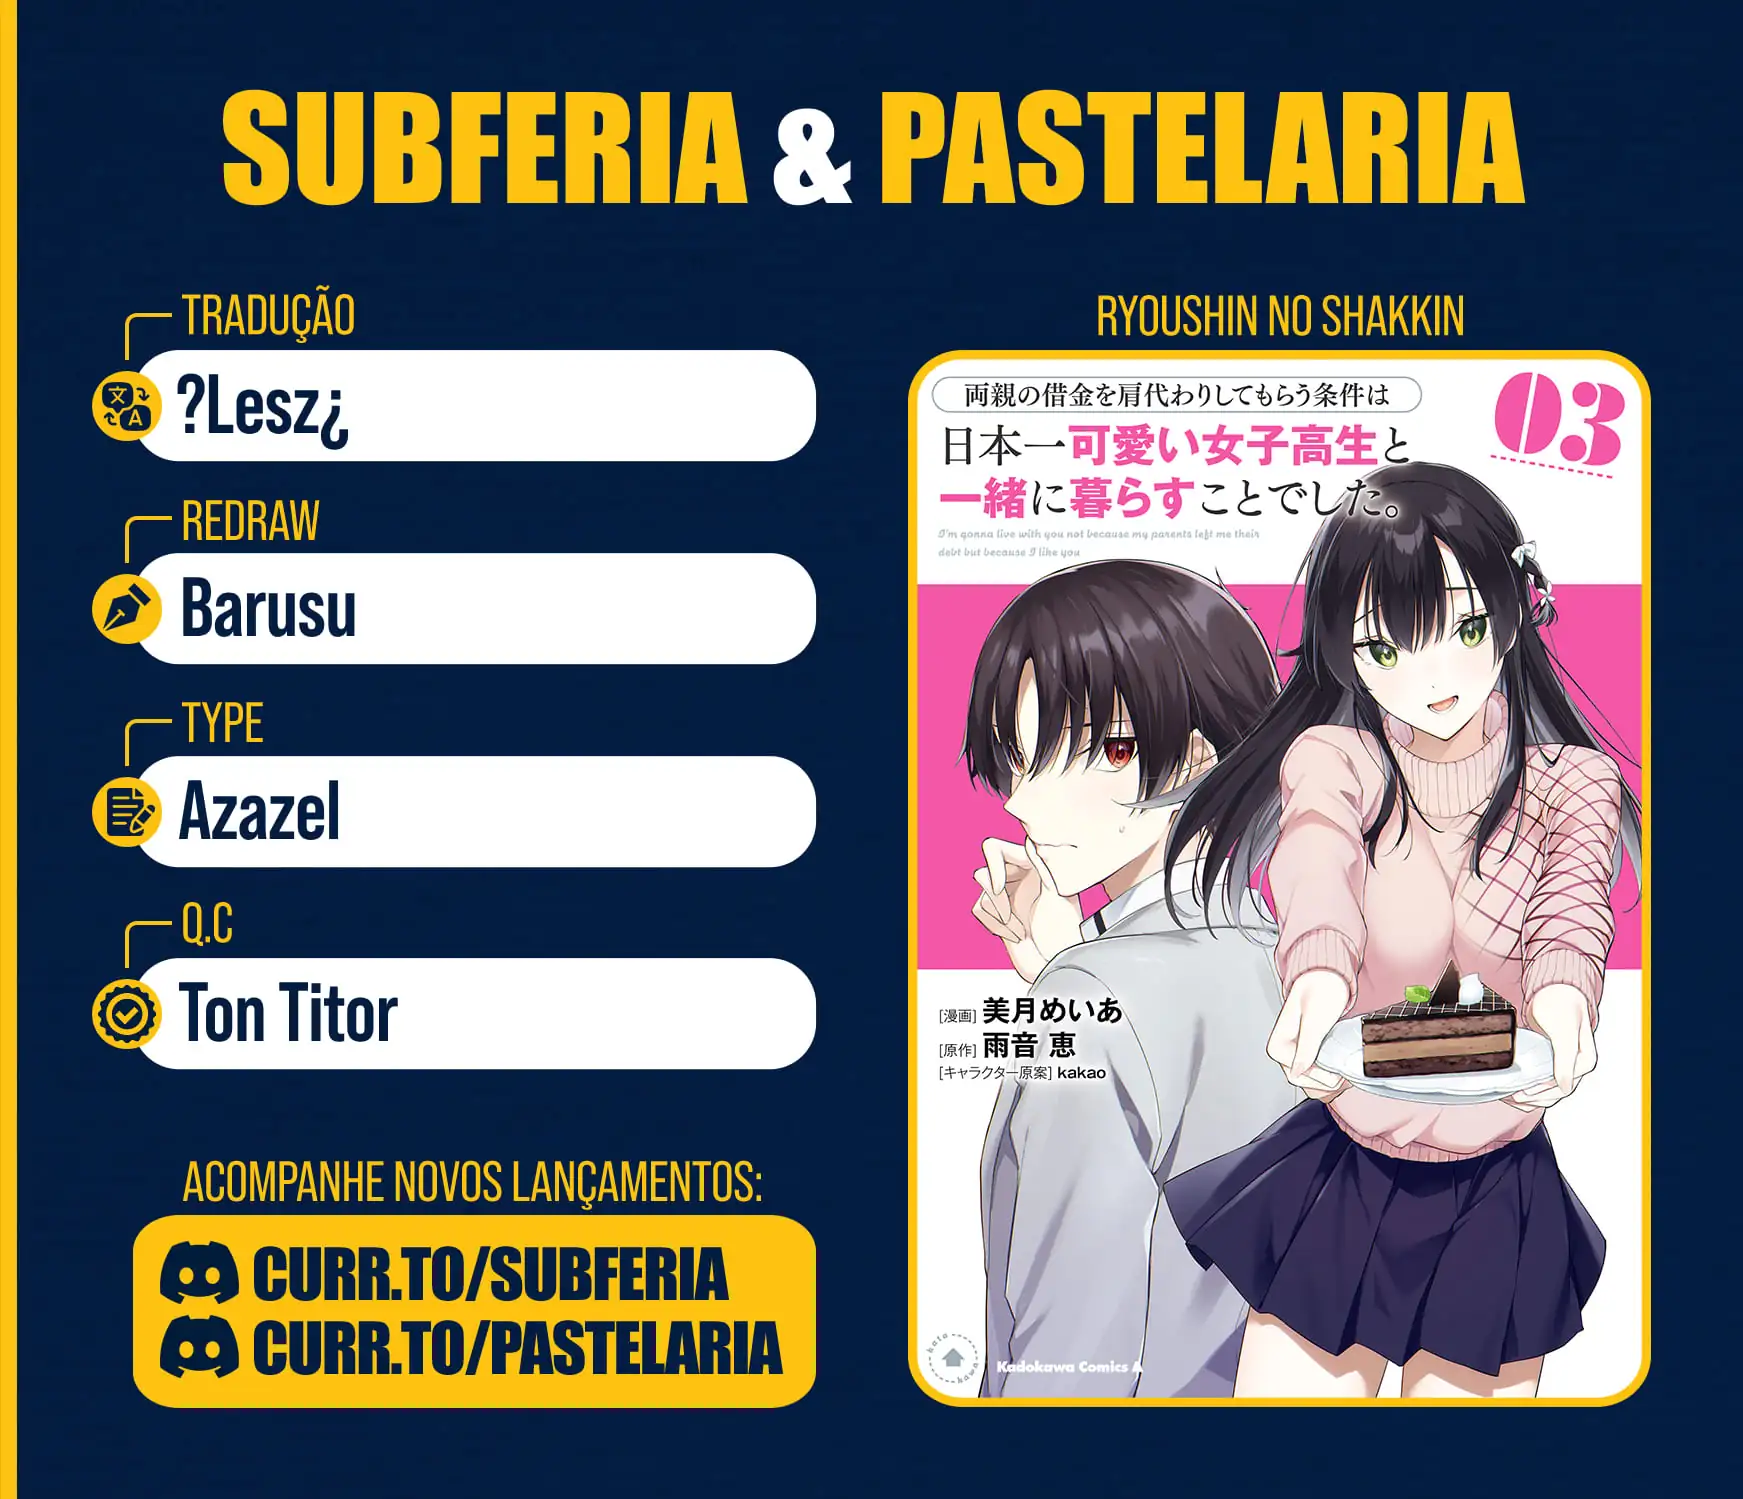 SUBFERIA & PASTELARIA
TRADUÇÃO
?Lesz¿
REDRAW
Barusu
TYPE
Azazel
Q.C
Ton Titor
ACOMPANHE NOVOS LANÇAMENTOS:
CURR.TO/SUBFERIA
CURR.TO/PASTELARIA
RYOUSHIN NO SHAKKIN
両親の借金を肩代わりしてもらう条件は
日本一可愛い女子高生と
一緒に暮らすことでした。
03
I'm gonna live with you not because my parents left me their
debt but because I like you
[漫画] 美月めいあ
[原作] 雨音 恵
[キャラクター原案] kakao
kata
kawa
Kadokawa Comics A